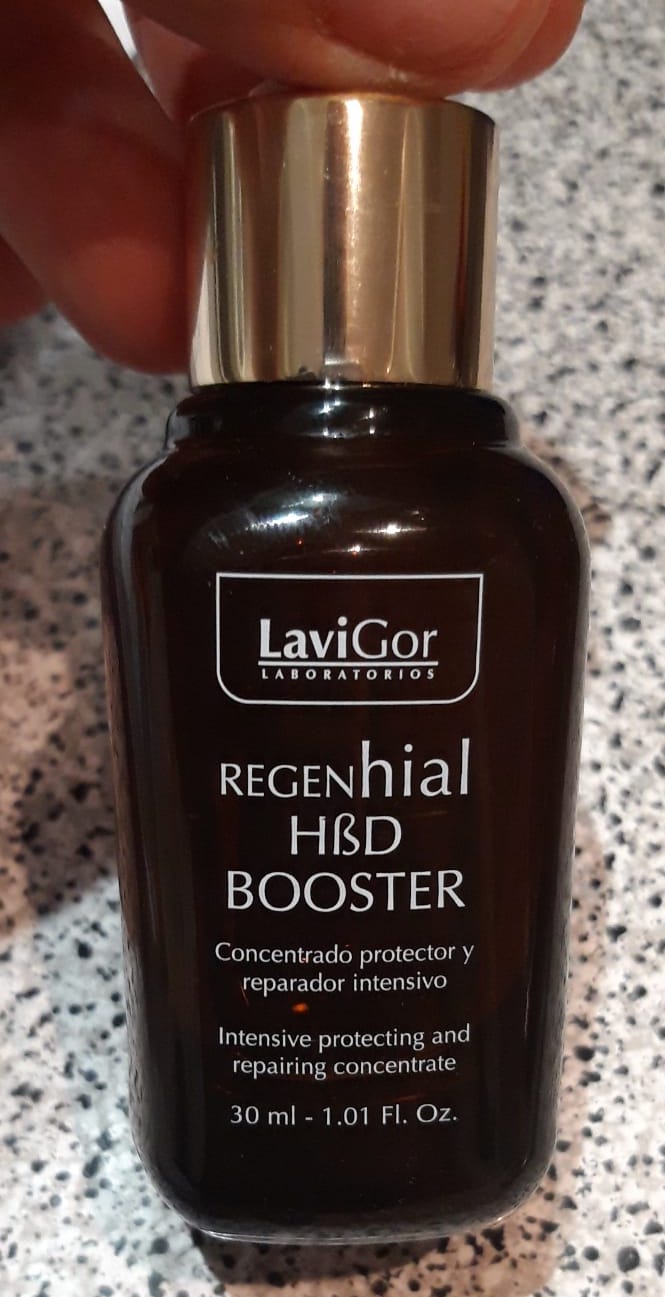 LaviGor
LABORATORIOS
REGENhial
HßD
BOOSTER
Concentrado protector y
reparador intensivo
Intensive protecting and
repairing concentrate
30 ml - 1.01 Fl. Oz.